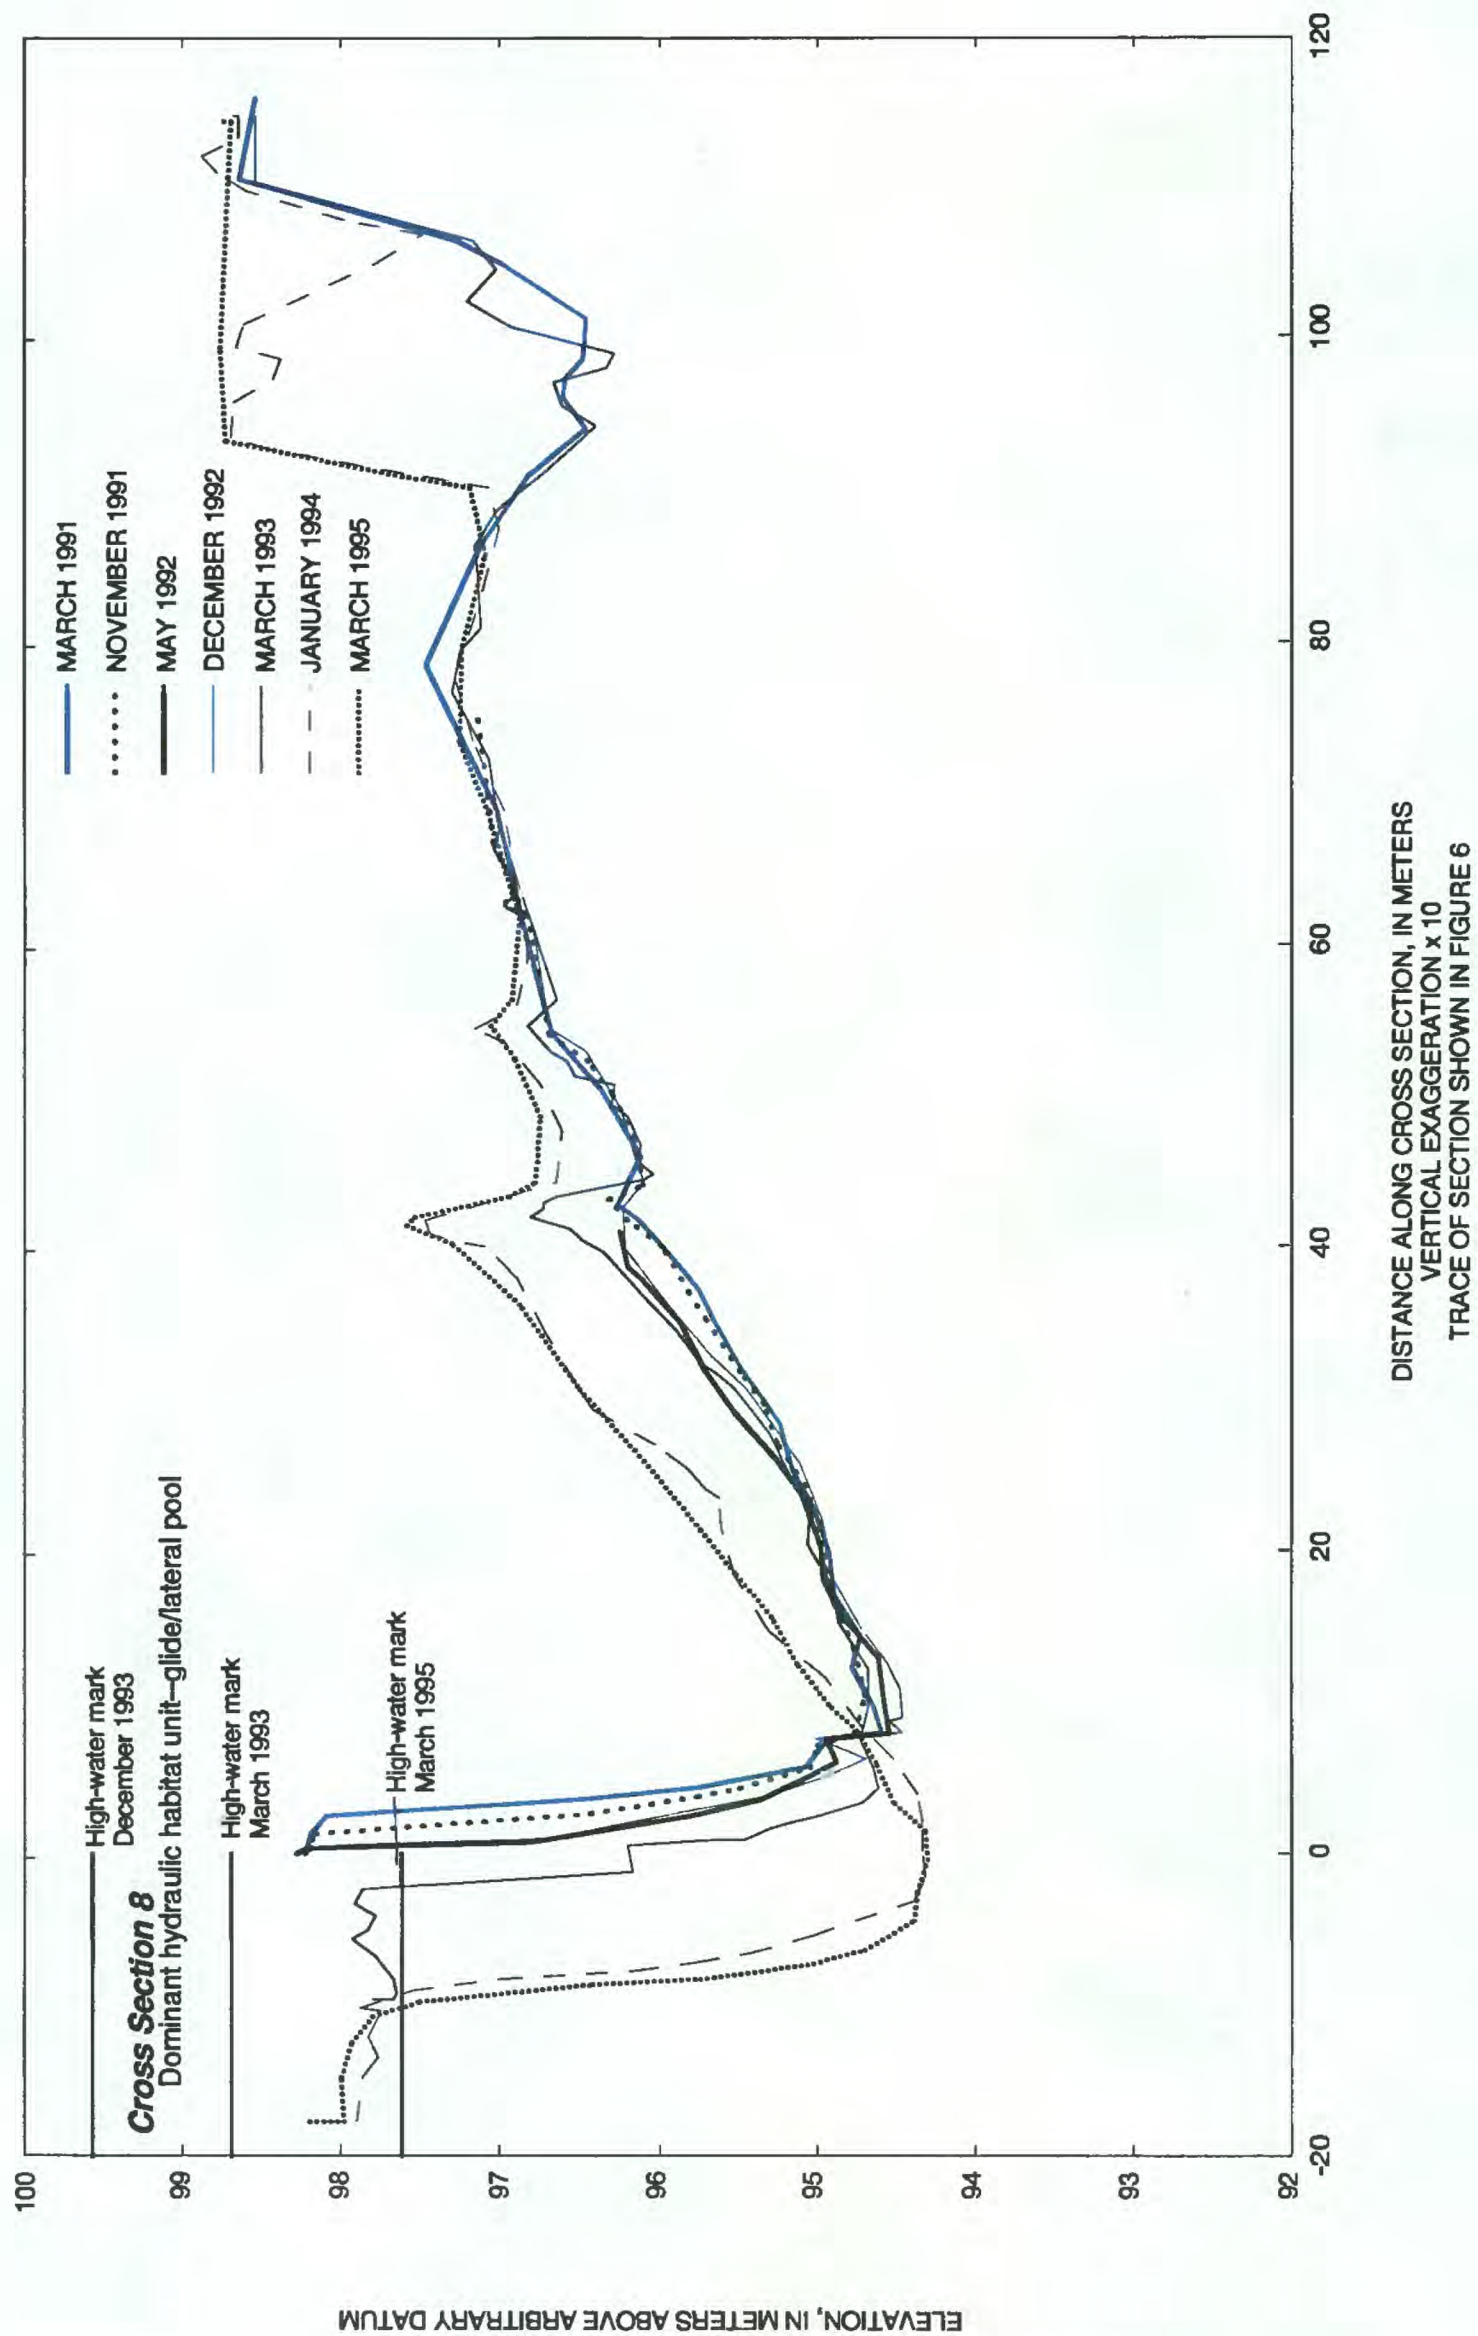 High-water mark
December 1993
Cross Section 8
Dominant hydraulic habitat unit--glide/lateral pool
High-water mark
March 1993
High-water mark
March 1995
MARCH 1991
NOVEMBER 1991
MAY 1992
DECEMBER 1992
MARCH 1993
JANUARY 1994
MARCH 1995
100
99
98
97
96
95
94
93
92
ELEVATION, IN METERS ABOVE ARBITRARY DATUM
-20
0
20
40
60
80
100
120
DISTANCE ALONG CROSS SECTION, IN METERS
VERTICAL EXAGGERATION x 10
TRACE OF SECTION SHOWN IN FIGURE 6